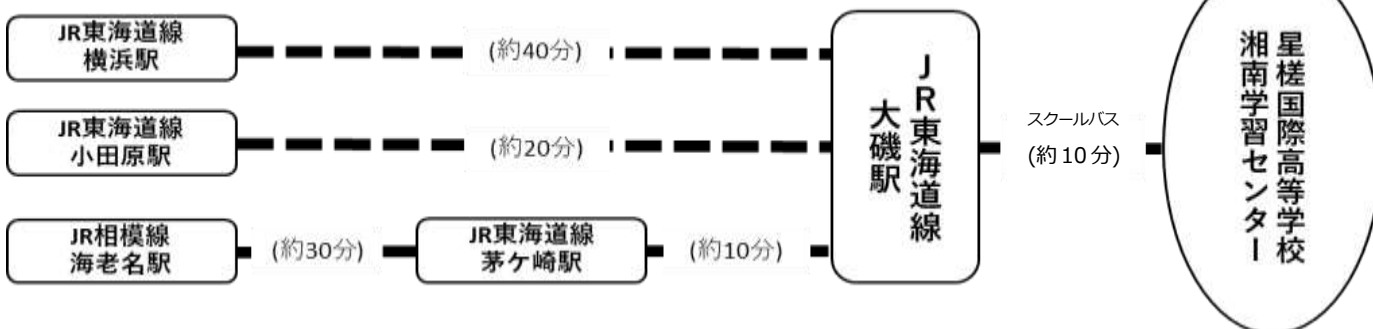 JR東海道線
横浜駅
(約40分)
JR東海道線
小田原駅
(約20分)
JR相模線
海老名駅
(約30分)
JR東海道線
茅ケ崎駅
(約10分)
JR東海道線
大磯駅
スクールバス
(約10分)
星槎国際高等学校
湘南学習センター